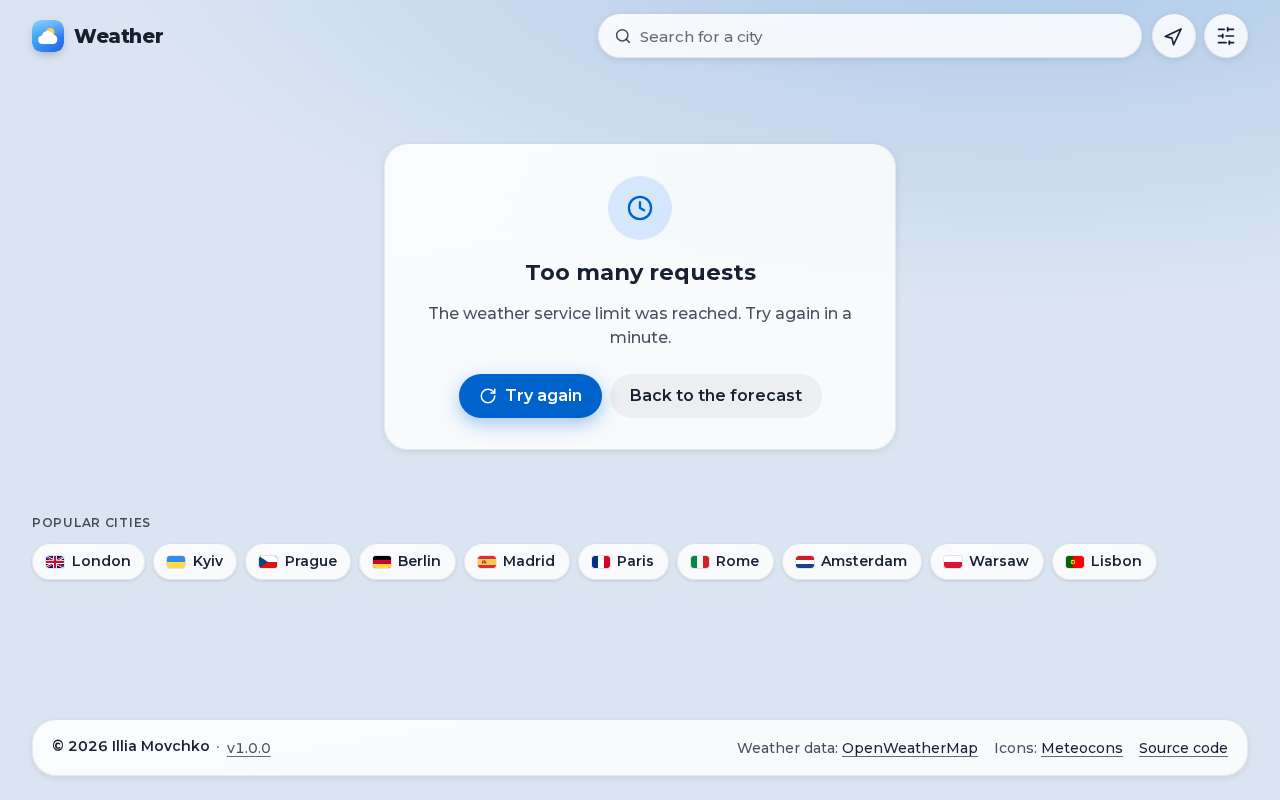 Weather
Search for a city
Too many requests
The weather service limit was reached. Try again in a
minute.
Try again
Back to the forecast
POPULAR CITIES
London
Kyiv
Prague
Berlin
Madrid
Paris
Rome
Amsterdam
Warsaw
Lisbon
© 2026 Illia Movchko · v1.0.0
Weather data: OpenWeatherMap
Icons: Meteocons
Source code